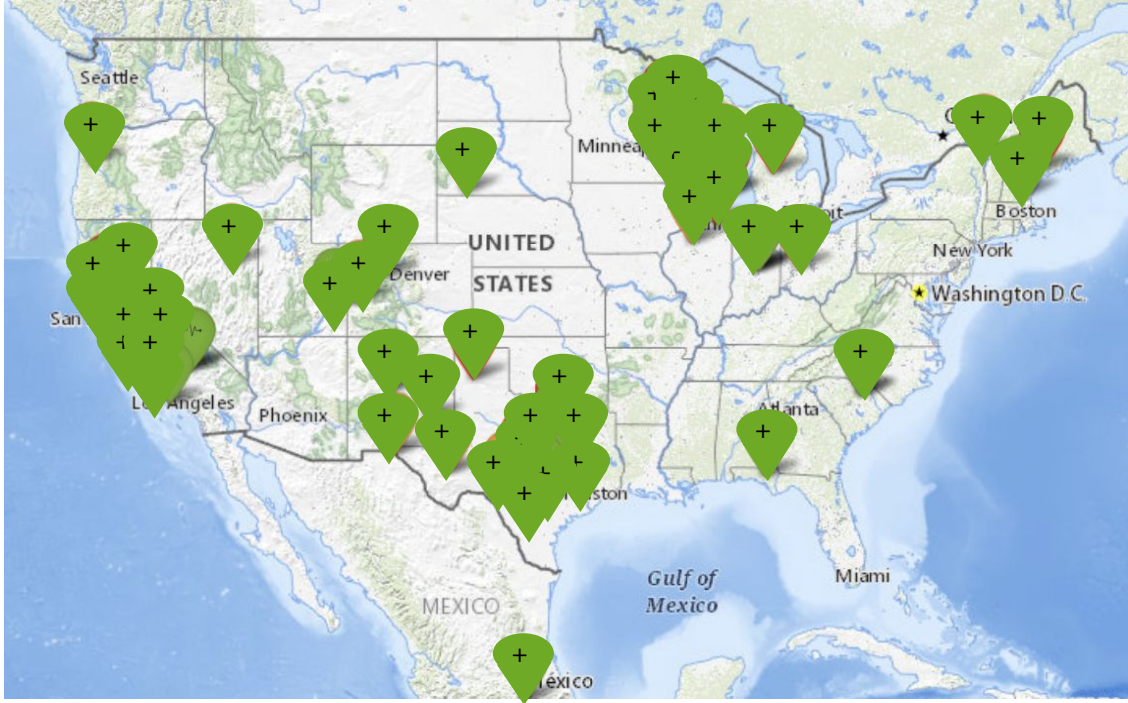 Seattle
Minneap
Boston
UNITED
STATES
New York
Denver
Washington D.C.
San
Los Angeles
Phoenix
Atlanta
Gulf of
Mexico
Miami
MEXICO